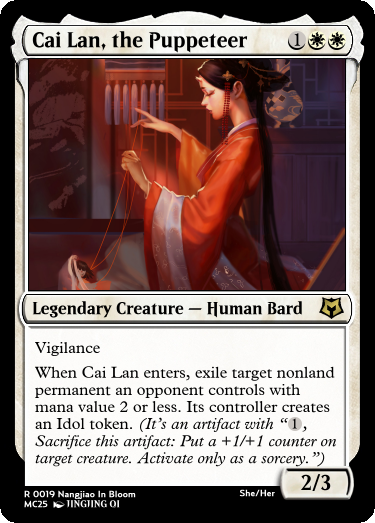 Cai Lan, the Puppeteer 1
Legendary Creature — Human Bard
Vigilance
When Cai Lan enters, exile target nonland
permanent an opponent controls with
mana value 2 or less. Its controller creates
an Idol token. (It's an artifact with "1,
Sacrifice this artifact: Put a +1/+1 counter on
target creature. Activate only as a sorcery.")
2/3
R 0019 Nangjiao In Bloom She/Her
MC25 JINGJING QI